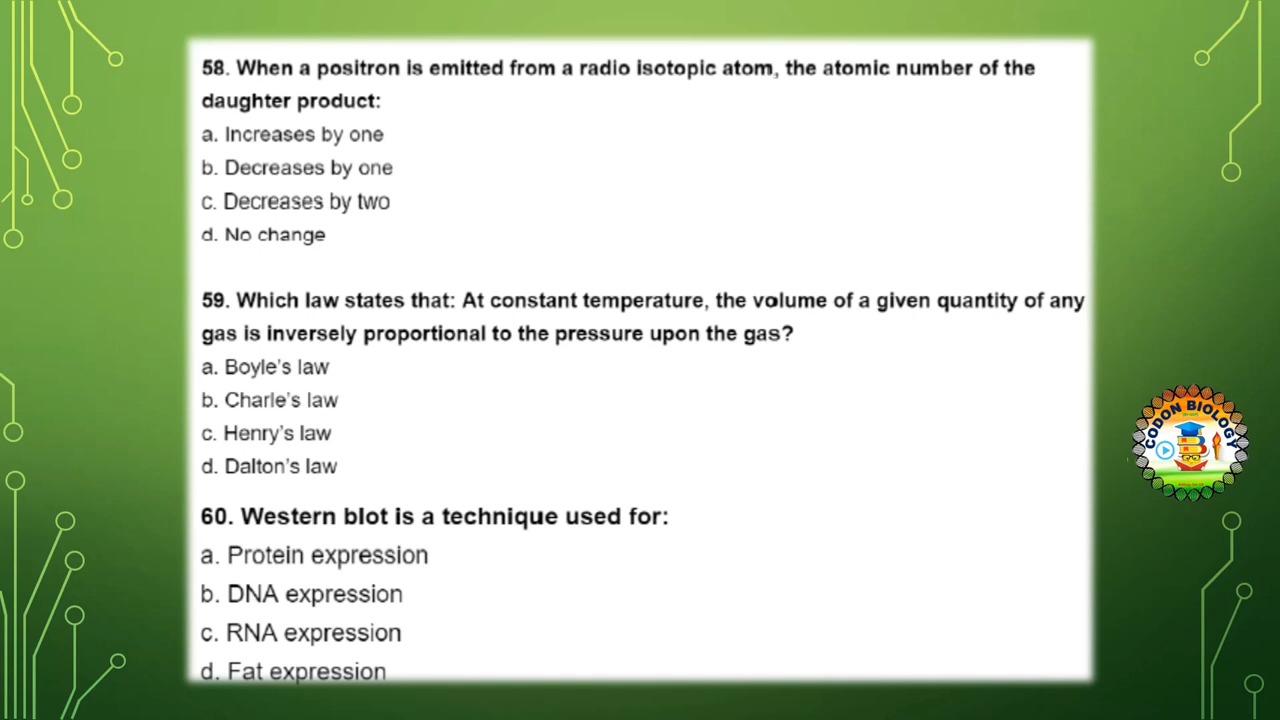 58. When a positron is emitted from a radio isotopic atom, the atomic number of the
daughter product:
a. Increases by one
b. Decreases by one
c. Decreases by two
d. No change
59. Which law states that: At constant temperature, the volume of a given quantity of any
gas is inversely proportional to the pressure upon the gas?
a. Boyle's law
b. Charle's law
c. Henry's law
d. Dalton's law
60. Western blot is a technique used for:
a. Protein expression
b. DNA expression
c. RNA expression
d. Fat expression
CODON BIOLOGY